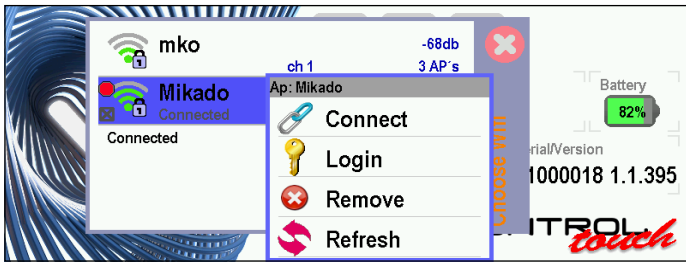 mko
-68db
ch 1
3 AP´s
Mikado
Connected
Connected
Ap: Mikado
Connect
Login
Remove
Refresh
Choose Wifi
Battery
82%
erial/Version
1000018 1.1.395
NTROL
touch